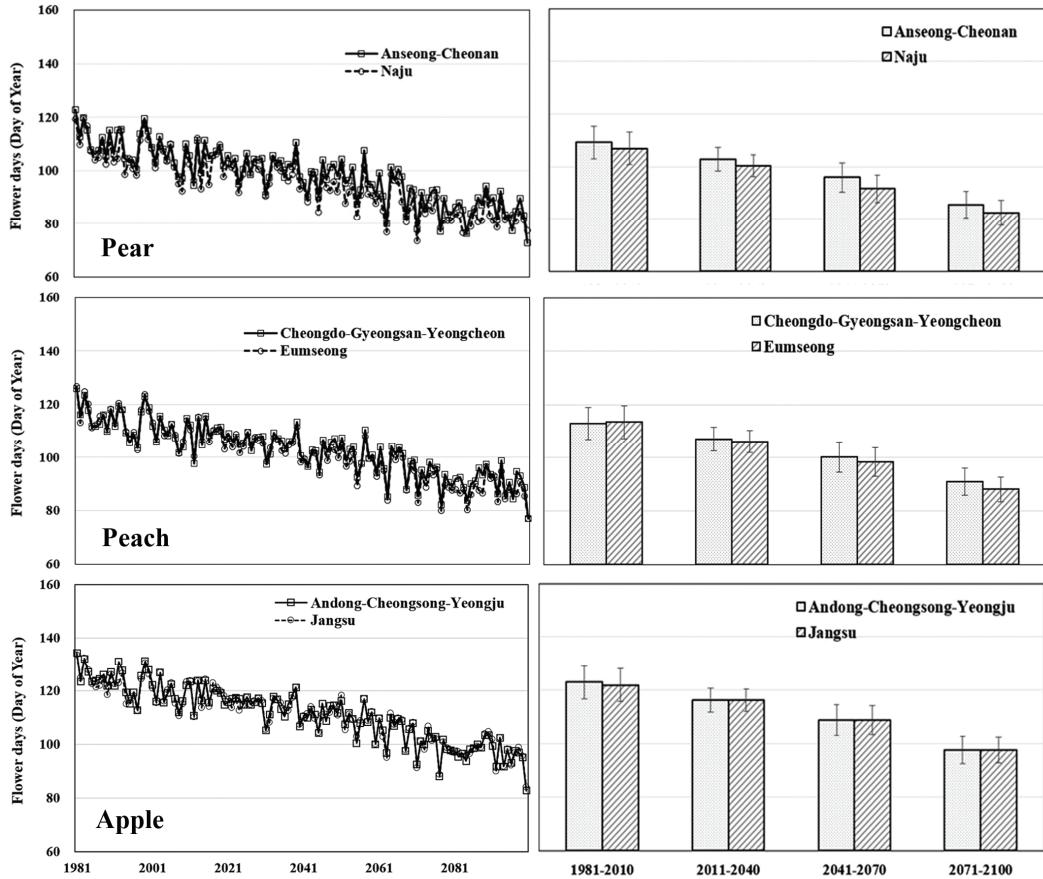 Flower days (Day of Year)
160
140
120
100
80
60
Anseong-Cheonan
Naju
Pear
Anseong-Cheonan
Naju
Flower days (Day of Year)
160
140
120
100
80
60
Cheongdo-Gyeongsan-Yeongcheon
Eumseong
Peach
Cheongdo-Gyeongsan-Yeongcheon
Eumseong
Flower days (Day of Year)
160
140
120
100
80
60
Andong-Cheongsong-Yeongju
Jangsu
Apple
1981 2001 2021 2041 2061 2081
Andong-Cheongsong-Yeongju
Jangsu
1981-2010 2011-2040 2041-2070 2071-2100